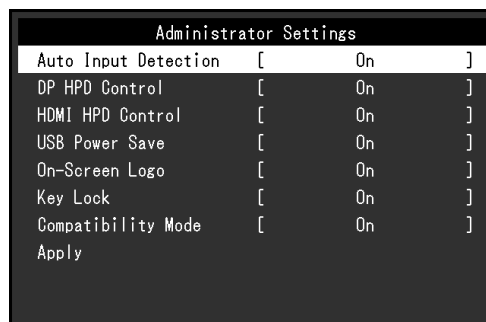 Administrator Settings
Auto Input Detection [ On ]
DP HPD Control [ On ]
HDMI HPD Control [ On ]
USB Power Save [ On ]
On-Screen Logo [ On ]
Key Lock [ On ]
Compatibility Mode [ On ]
Apply